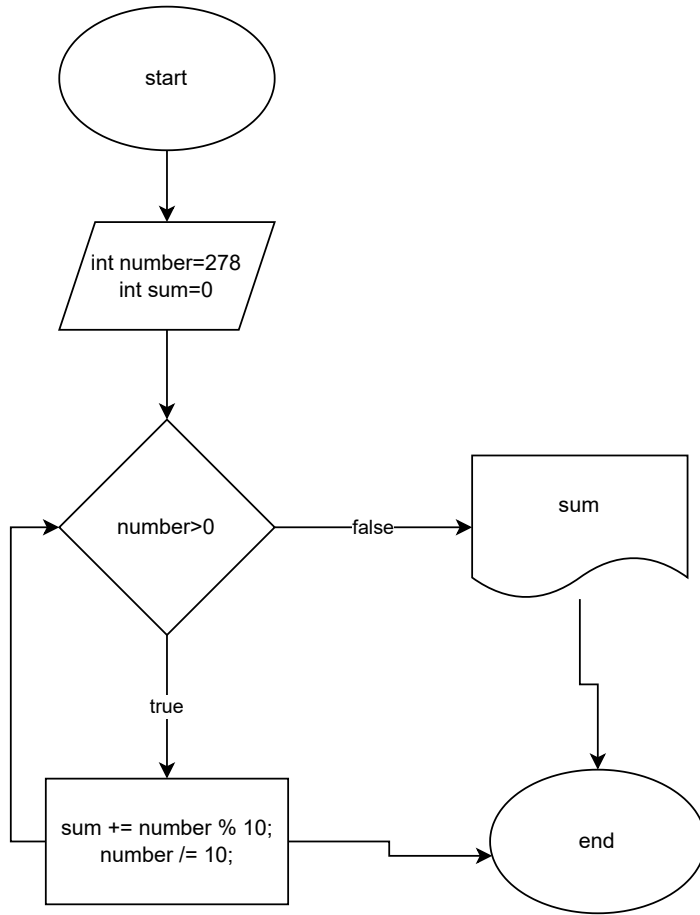 start
int number=278
int sum=0
number>0
false
sum
true
sum += number % 10;
number /= 10;
end